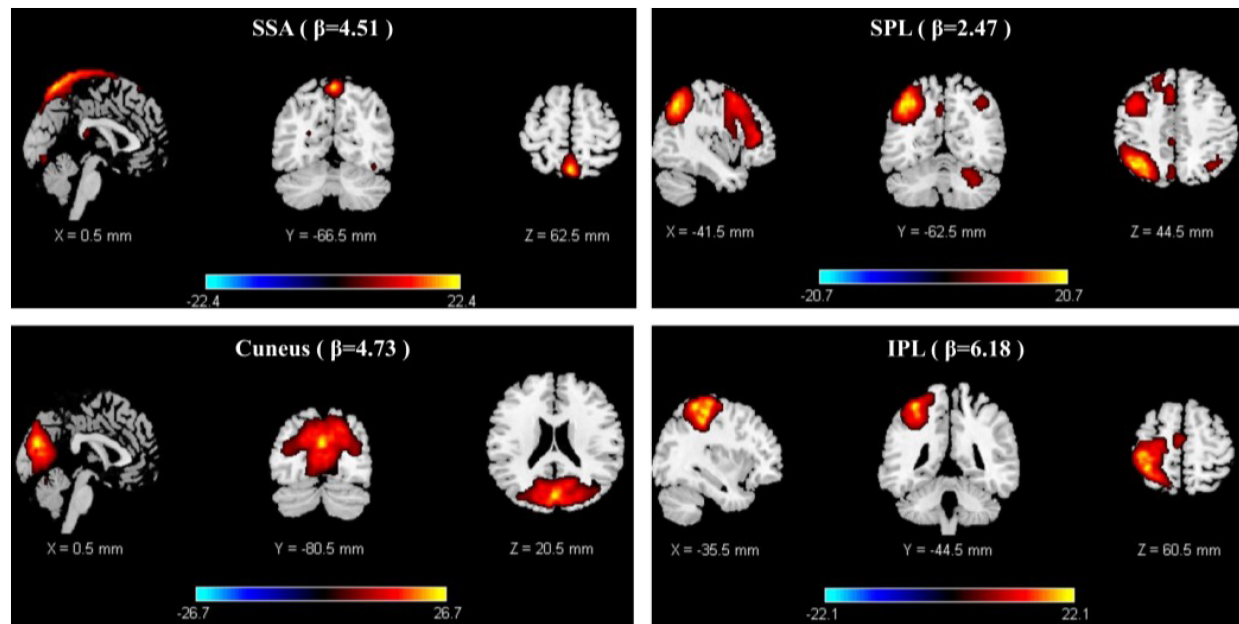 SSA ( β=4.51 )
X = 0.5 mm
Y = -66.5 mm
Z = 62.5 mm
-22.4
22.4
SPL ( β=2.47 )
X = -41.5 mm
Y = -62.5 mm
Z = 44.5 mm
-20.7
20.7
Cuneus ( β=4.73 )
X = 0.5 mm
Y = -80.5 mm
Z = 20.5 mm
-26.7
26.7
IPL ( β=6.18 )
X = -35.5 mm
Y = -44.5 mm
Z = 60.5 mm
-22.1
22.1